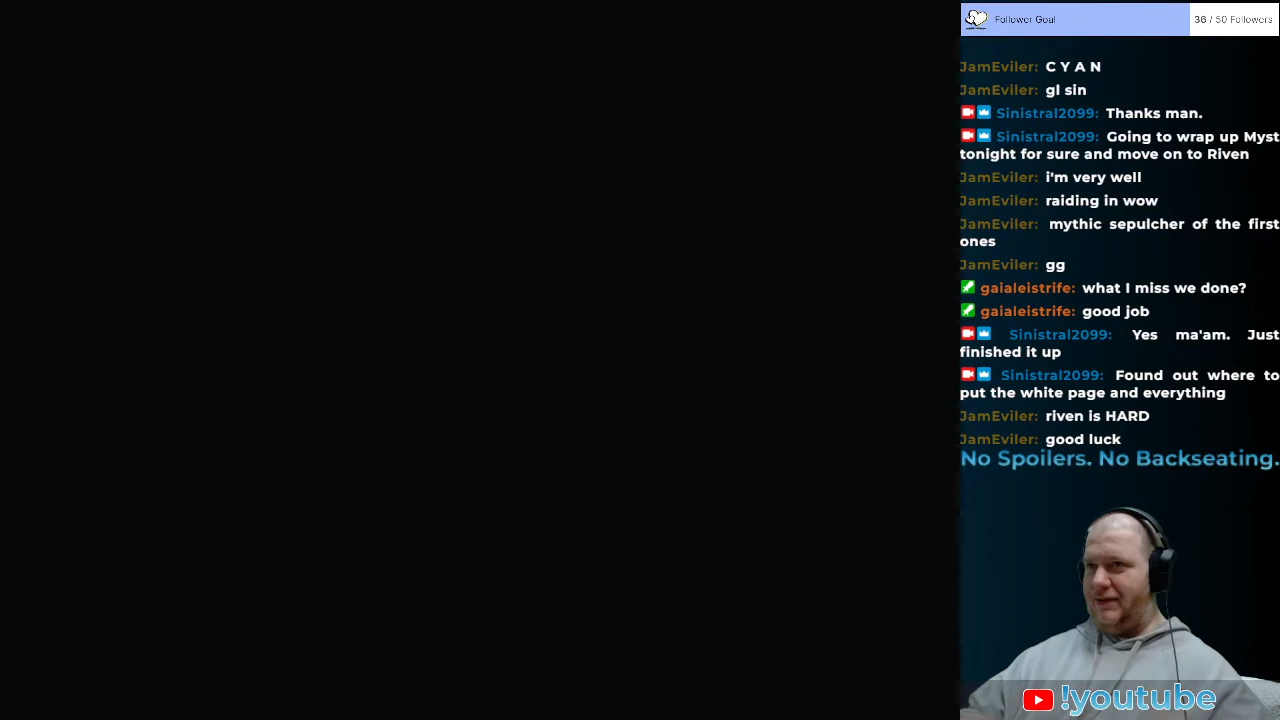 Follower Goal
36 / 50 Followers
JamEviler: C Y A N
JamEviler: gl sin
Sinistral2099: Thanks man.
Sinistral2099: Going to wrap up Myst
tonight for sure and move on to Riven
JamEviler: i'm very well
JamEviler: raiding in wow
JamEviler: mythic sepulcher of the first
ones
JamEviler: gg
gaialeistrife: what I miss we done?
gaialeistrife: good job
Sinistral2099: Yes ma'am. Just
finished it up
Sinistral2099: Found out where to
put the white page and everything
JamEviler: riven is HARD
JamEviler: good luck
No Spoilers. No Backseating.
!youtube